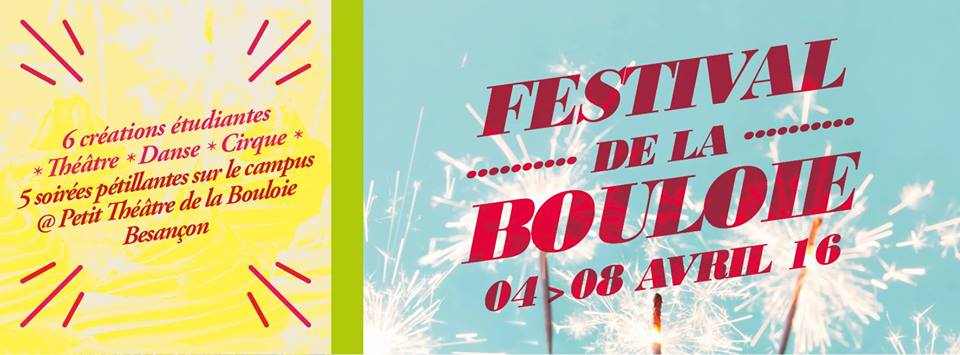 6 créations étudiantes
* Théâtre * Danse * Cirque *
5 soirées pétillantes sur le campus
@ Petit Théâtre de la Bouloie
Besançon
FESTIVAL
.......... DE LA ..........
BOULOIE
04 > 08 AVRIL 16